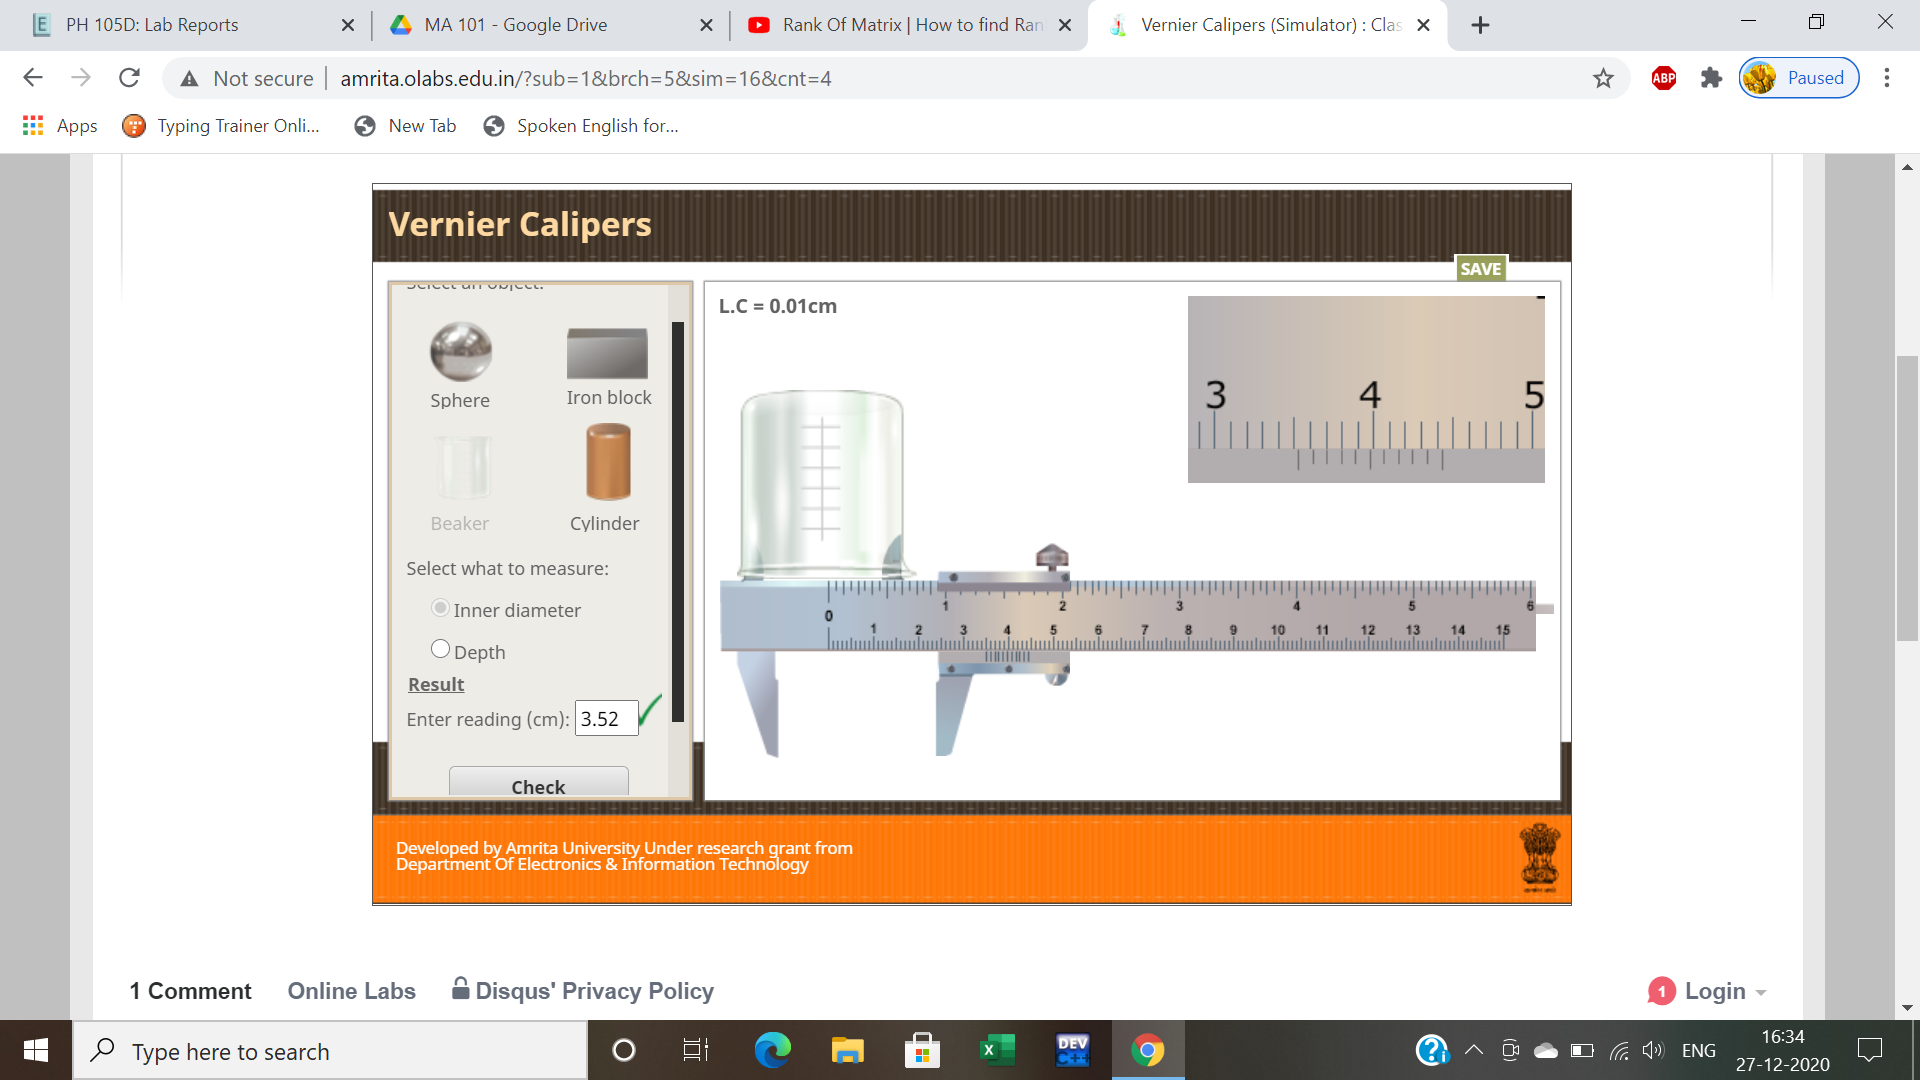 PH 105D: Lab Reports
MA 101 - Google Drive
Rank Of Matrix | How to find Ran
Vernier Calipers (Simulator) : Clas
Not secure
amrita.olabs.edu.in/?sub=1&brch=5&sim=16&cnt=4
ABP
Paused
Apps
Typing Trainer Onli...
New Tab
Spoken English for...
Vernier Calipers
SAVE
Select an object:
Sphere
Iron block
Beaker
Cylinder
Select what to measure:
Inner diameter
Depth
Result
Enter reading (cm): 3.52
Check
L.C = 0.01cm
3 4 5
1 2 3 4 5 6
0
1 2 3 4 5 6 7 8 9 10 11 12 13 14 15
Developed by Amrita University Under research grant from
Department Of Electronics & Information Technology
1 Comment
Online Labs
Disqus' Privacy Policy
1
Login
Type here to search
DEV
C++
ENG
16:34
27-12-2020